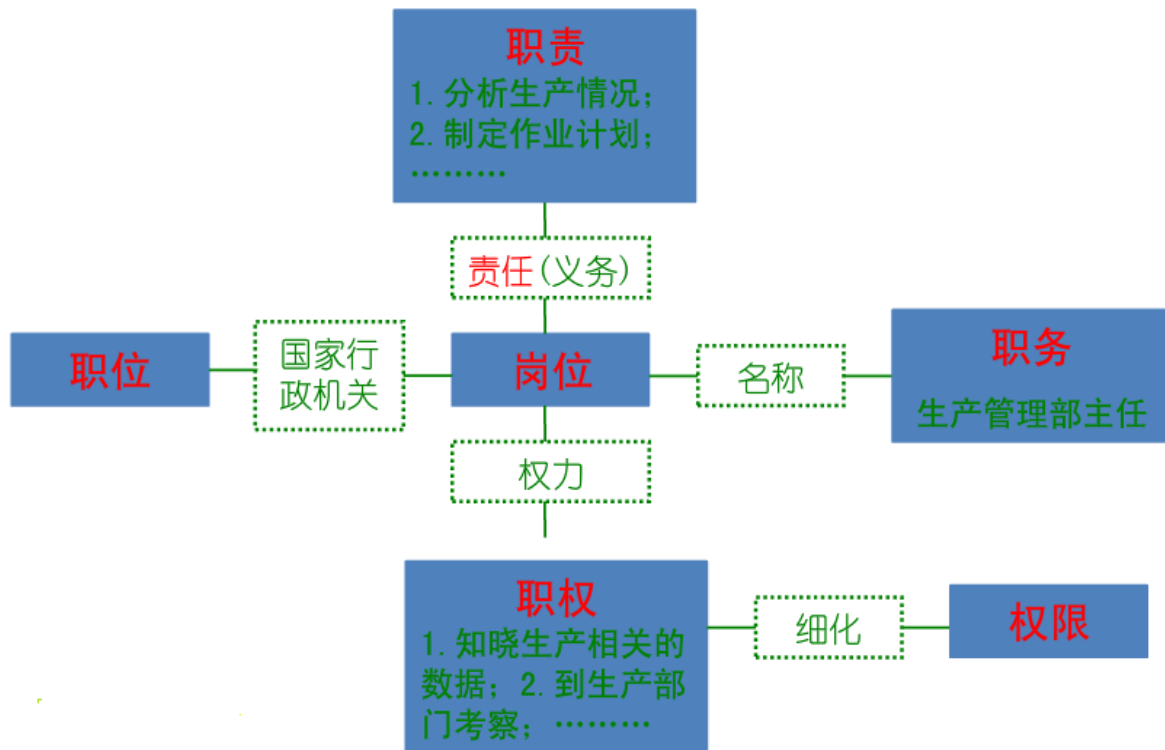 职责
1. 分析生产情况；
2. 制定作业计划；
………
责任(义务)
职位
国家行
政机关
岗位
名称
职务
生产管理部主任
权力
职权
1. 知晓生产相关的
数据；2. 到生产部
门考察；………
细化
权限